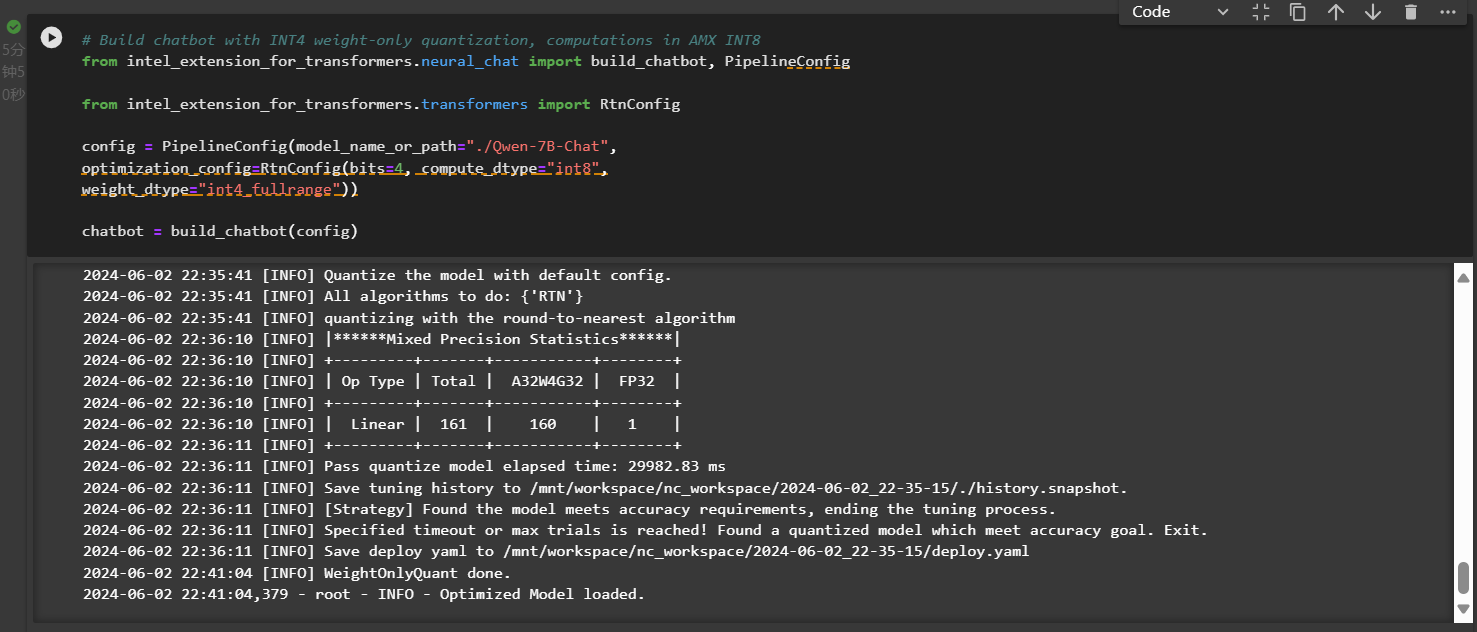 Code
5分
钟5
0秒
# Build chatbot with INT4 weight-only quantization, computations in AMX INT8
from intel_extension_for_transformers.neural_chat import build_chatbot, PipelineConfig
from intel_extension_for_transformers.transformers import RtnConfig
config = PipelineConfig(model_name_or_path="./Qwen-7B-Chat",
optimization_config=RtnConfig(bits=4, compute_dtype="int8",
weight_dtype="int4_fullrange"))
chatbot = build_chatbot(config)
2024-06-02 22:35:41 [INFO] Quantize the model with default config.
2024-06-02 22:35:41 [INFO] All algorithms to do: {'RTN'}
2024-06-02 22:35:41 [INFO] quantizing with the round-to-nearest algorithm
2024-06-02 22:36:10 [INFO] |******Mixed Precision Statistics******|
2024-06-02 22:36:10 [INFO] +---------+-------+-----------+--------+
2024-06-02 22:36:10 [INFO] | Op Type | Total |  A32W4G32 |  FP32  |
2024-06-02 22:36:10 [INFO] +---------+-------+-----------+--------+
2024-06-02 22:36:10 [INFO] |  Linear |  161  |    160    |   1    |
2024-06-02 22:36:11 [INFO] +---------+-------+-----------+--------+
2024-06-02 22:36:11 [INFO] Pass quantize model elapsed time: 29982.83 ms
2024-06-02 22:36:11 [INFO] Save tuning history to /mnt/workspace/nc_workspace/2024-06-02_22-35-15/./history.snapshot.
2024-06-02 22:36:11 [INFO] [Strategy] Found the model meets accuracy requirements, ending the tuning process.
2024-06-02 22:36:11 [INFO] Specified timeout or max trials is reached! Found a quantized model which meet accuracy goal. Exit.
2024-06-02 22:36:11 [INFO] Save deploy yaml to /mnt/workspace/nc_workspace/2024-06-02_22-35-15/deploy.yaml
2024-06-02 22:41:04 [INFO] WeightOnlyQuant done.
2024-06-02 22:41:04,379 - root - INFO - Optimized Model loaded.